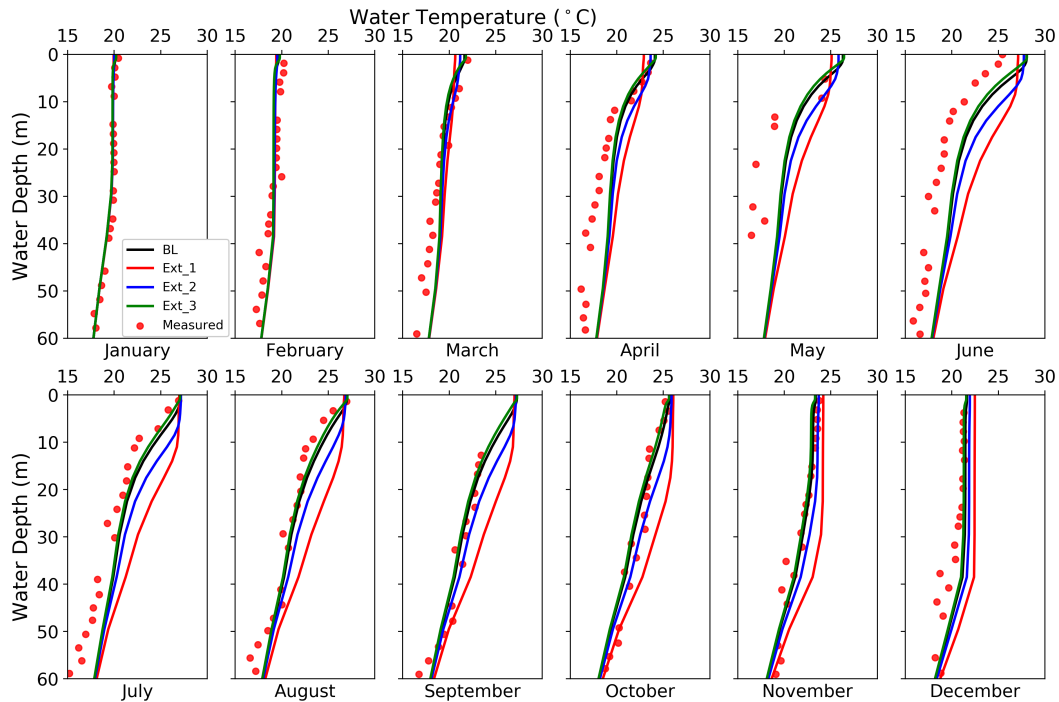 Water Temperature (°C)
15 20 25 30 15 20 25 30 15 20 25 30 15 20 25 30 15 20 25 30 15 20 25 30
Water Depth (m)
0
10
20
30
40
50
60
BL
Ext_1
Ext_2
Ext_3
Measured
January February March April May June
15 20 25 30 15 20 25 30 15 20 25 30 15 20 25 30 15 20 25 30 15 20 25 30
Water Depth (m)
0
10
20
30
40
50
60
July August September October November December